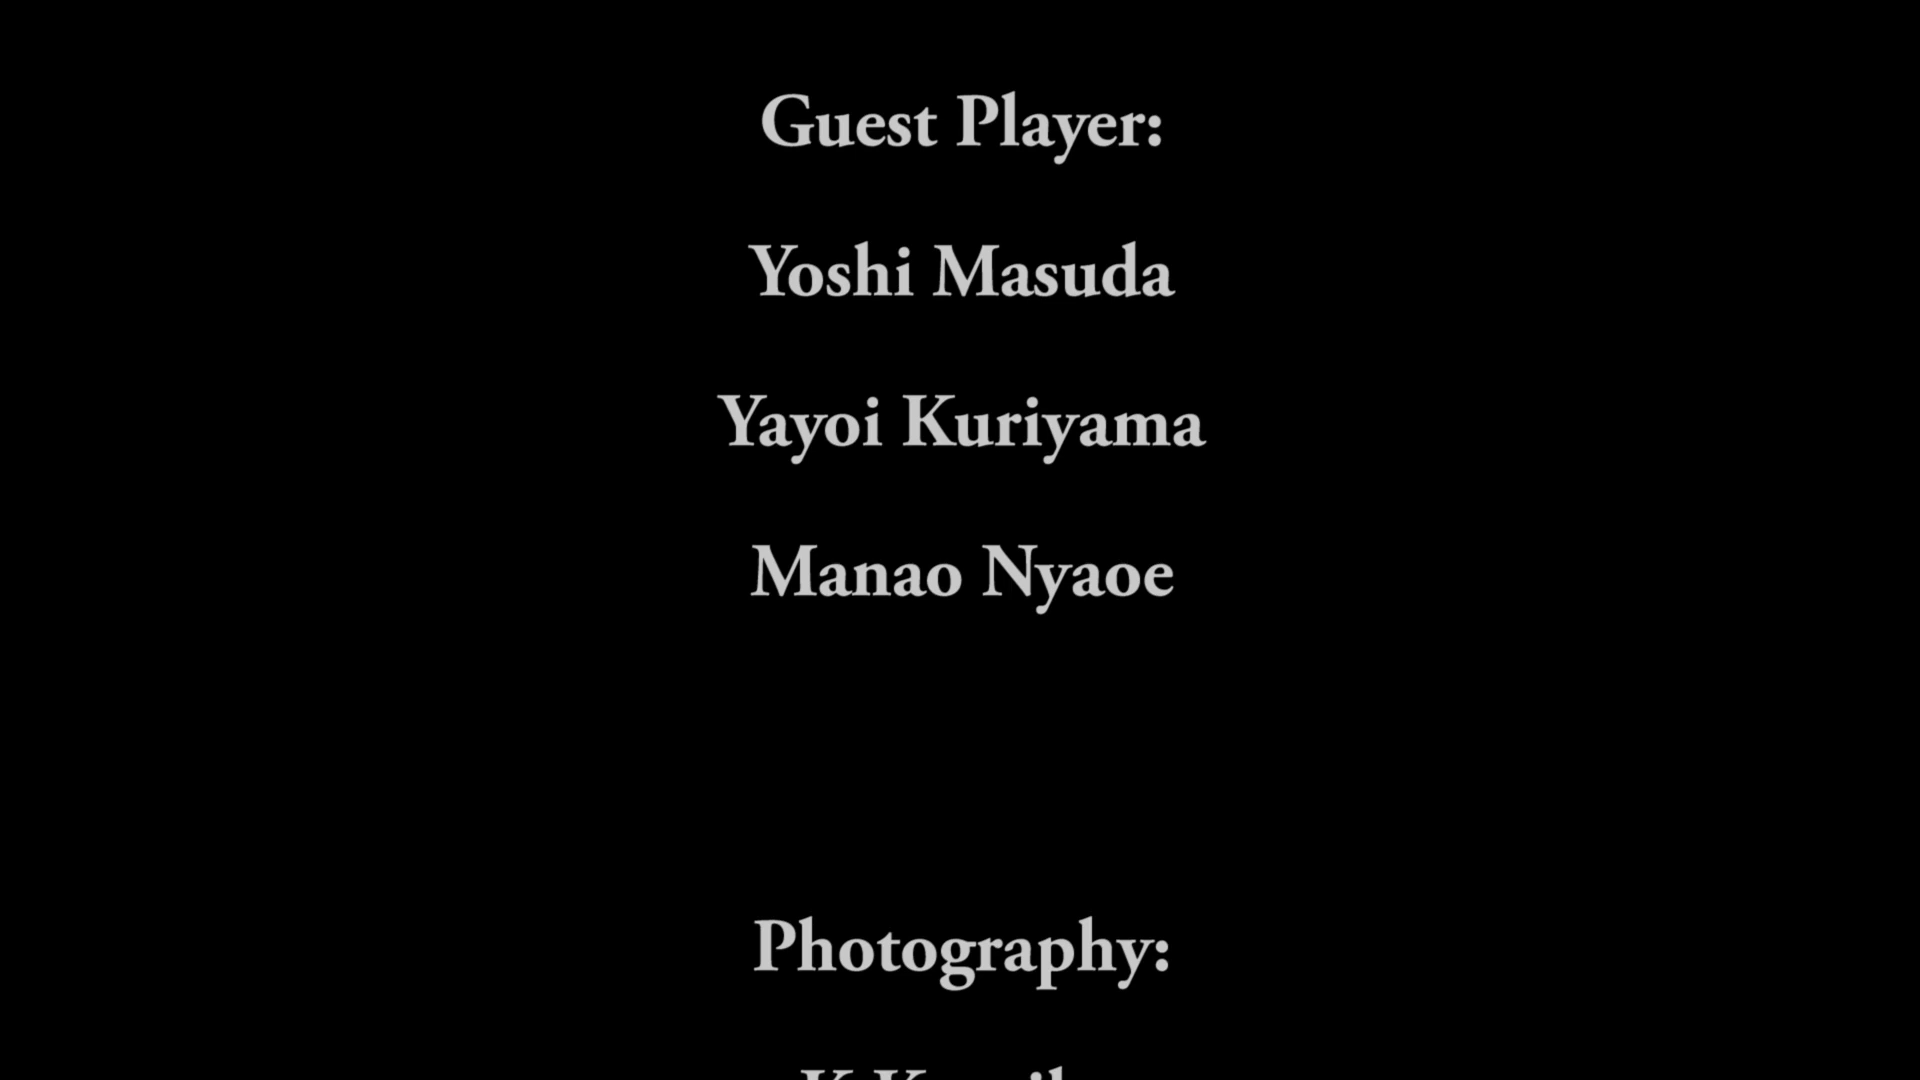 Guest Player:
Yoshi Masuda
Yayoi Kuriyama
Manao Nyaoe
Photography: